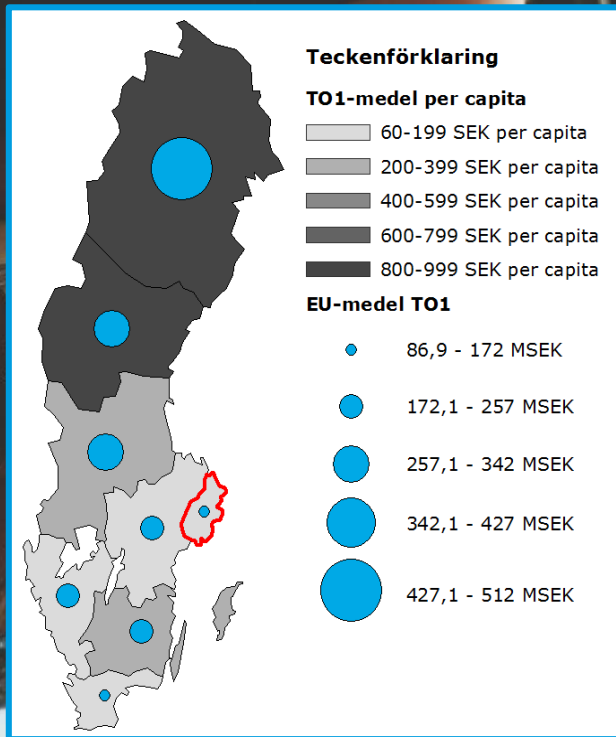 Teckenförklaring
TO1-medel per capita
60-199 SEK per capita
200-399 SEK per capita
400-599 SEK per capita
600-799 SEK per capita
800-999 SEK per capita
EU-medel TO1
86,9 - 172 MSEK
172,1 - 257 MSEK
257,1 - 342 MSEK
342,1 - 427 MSEK
427,1 - 512 MSEK